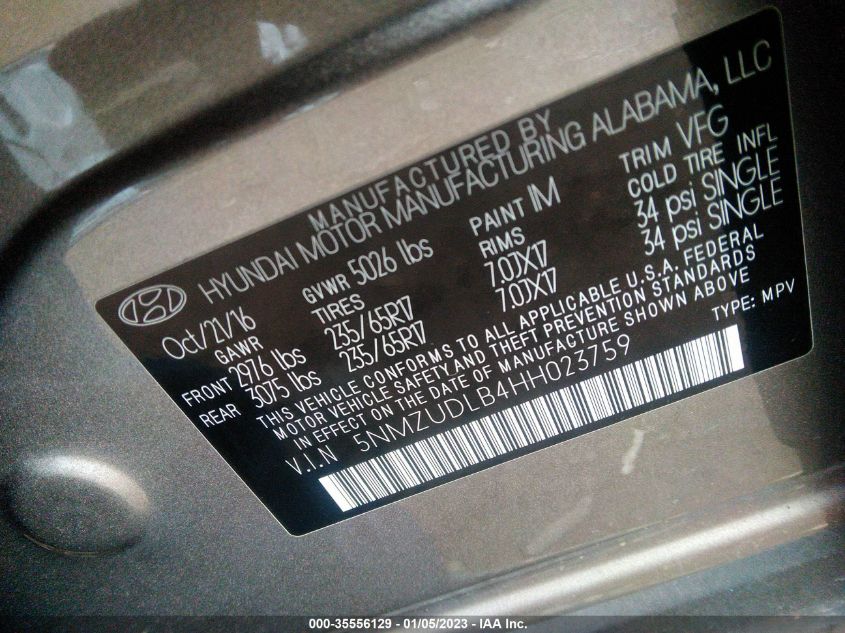 MANUFACTURED BY
HYUNDAI MOTOR MANUFACTURING ALABAMA, LLC
Oct/21/16 GVWR 5026 lbs PAINT IM TRIM VFG
GAWR TIRES RIMS COLD TIRE INFL
FRONT 2976 lbs 235/65R17 7.0JX17 34 psi SINGLE
REAR 3075 lbs 235/65R17 7.0JX17 34 psi SINGLE
THIS VEHICLE CONFORMS TO ALL APPLICABLE U.S.A. FEDERAL
MOTOR VEHICLE SAFETY AND THEFT PREVENTION STANDARDS
IN EFFECT ON THE DATE OF MANUFACTURE SHOWN ABOVE
V.I.N 5NMZUDLB4HH023759 TYPE: MPV
000-35556129 — 01/05/2023 - IAA Inc.